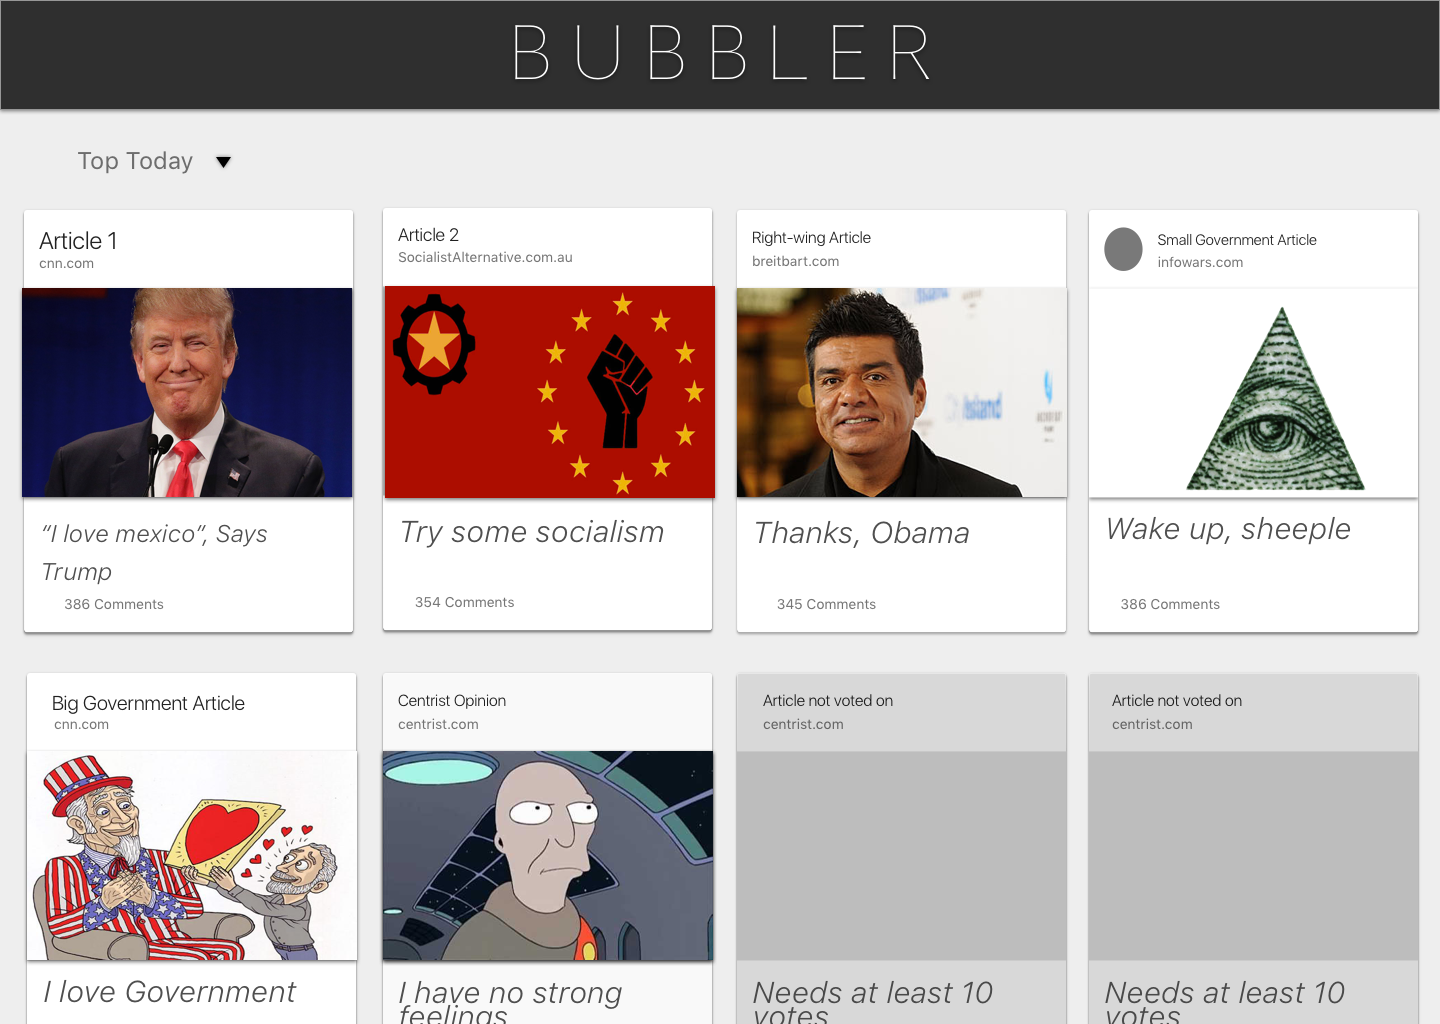 BUBBLER
Top Today
Article 1
cnn.com
Article 2
SocialistAlternative.com.au
Right-wing Article
breitbart.com
Small Government Article
infowars.com
Island
“I love mexico”, Says
Trump
386 Comments
Try some socialism
354 Comments
Thanks, Obama
345 Comments
Wake up, sheeple
386 Comments
Big Government Article
cnn.com
Centrist Opinion
centrist.com
Article not voted on
centrist.com
Article not voted on
centrist.com
I love Government
I have no strong
feelings
Needs at least 10
votes
Needs at least 10
votes